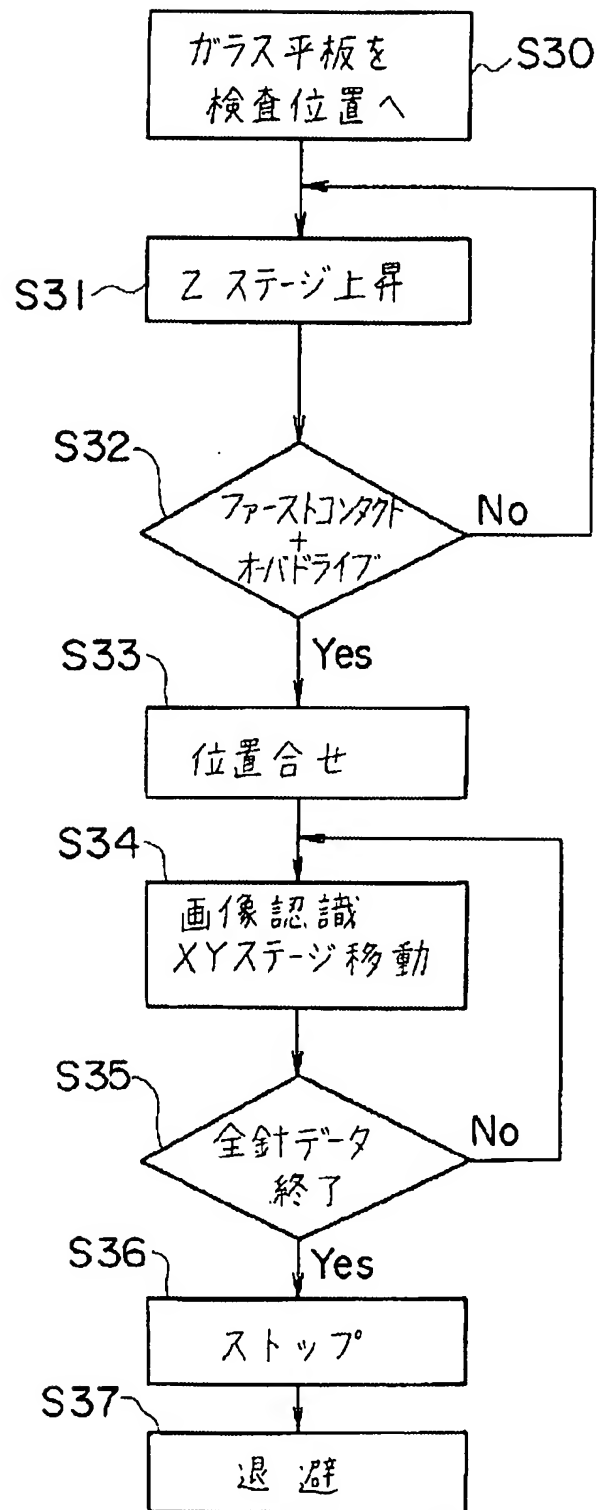 ガラス平板を
検査位置へ
S30
S31
Z ステージ上昇
S32
ファーストコンタクト
+
オーバドライブ
No
Yes
S33
位置合せ
S34
画像認識
XYステージ移動
S35
全針データ
終了
No
Yes
S36
ストップ
S37
退避